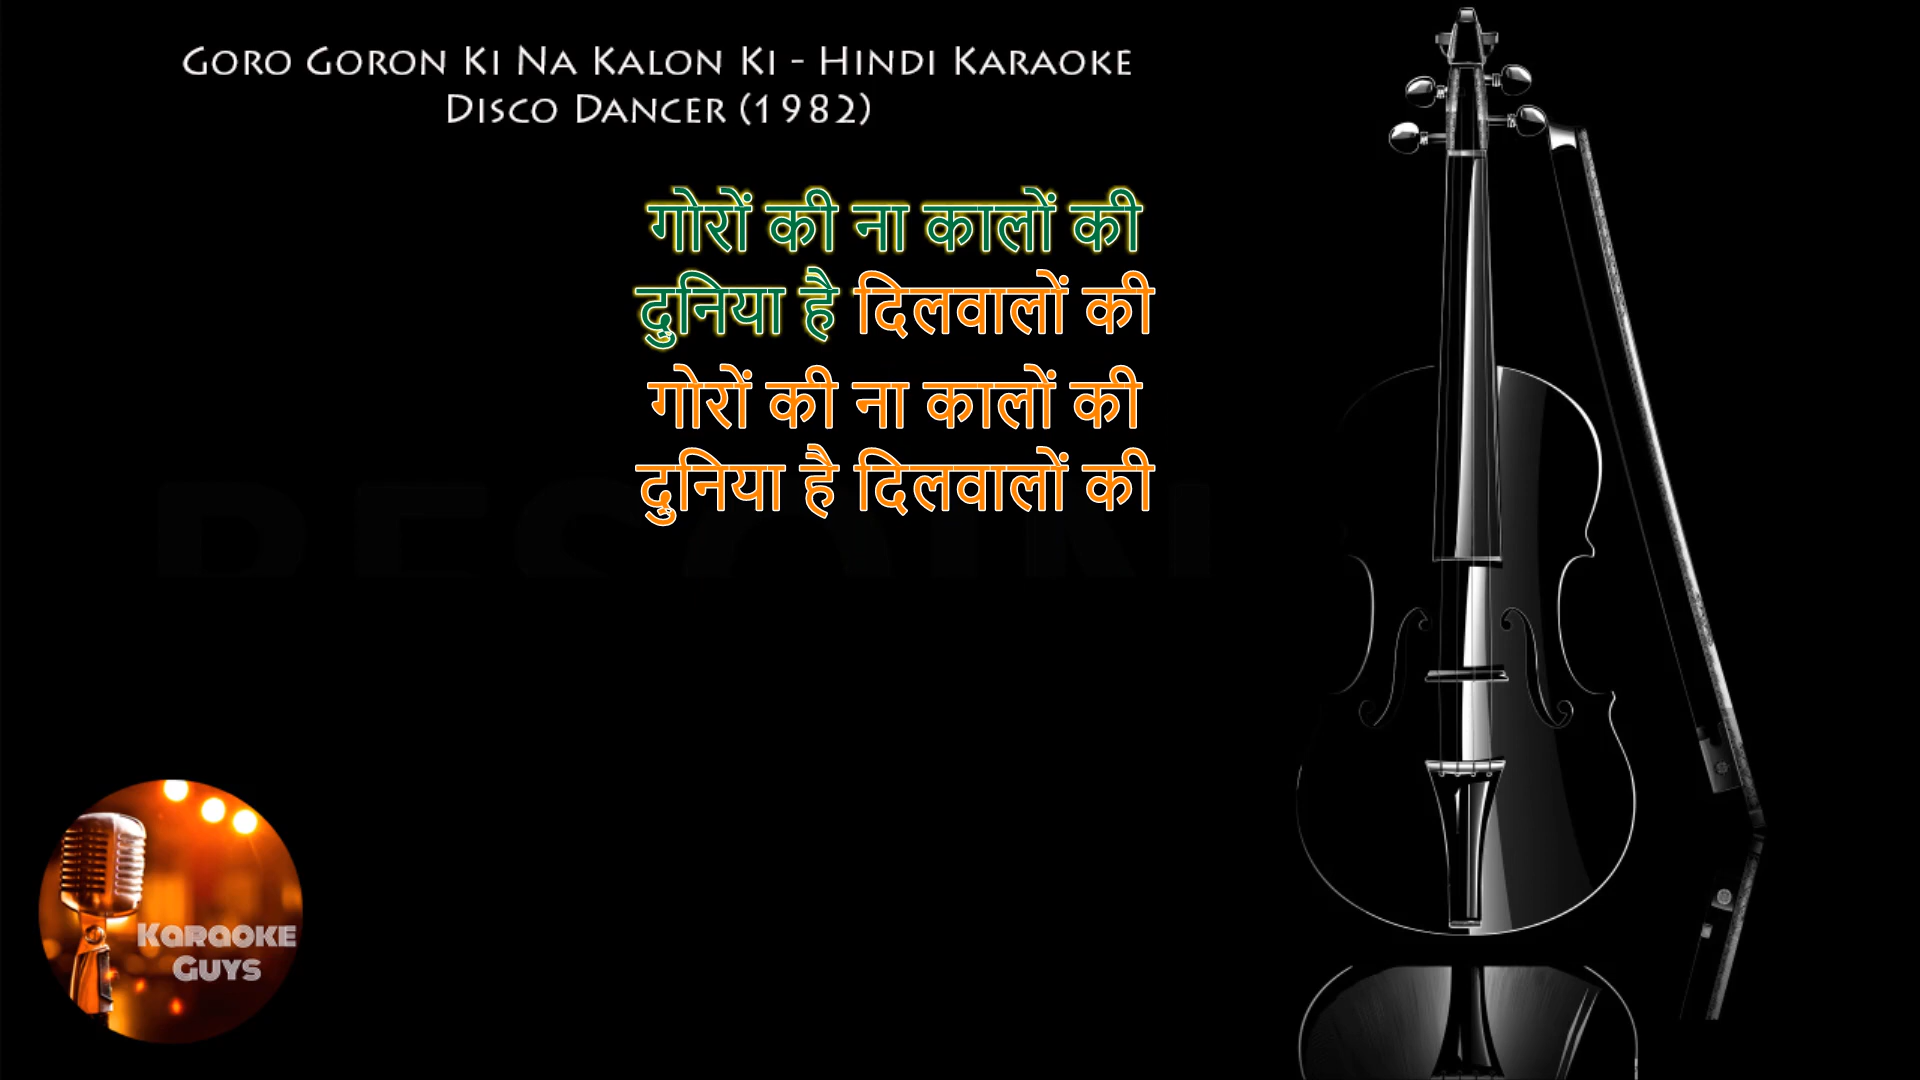 Goro Goron Ki Na Kalon Ki - Hindi Karaoke
Disco Dancer (1982)
गोरों की ना कालों की
दुनिया है दिलवालों की
गोरों की ना कालों की
दुनिया है दिलवालों की
Karaoke
Guys